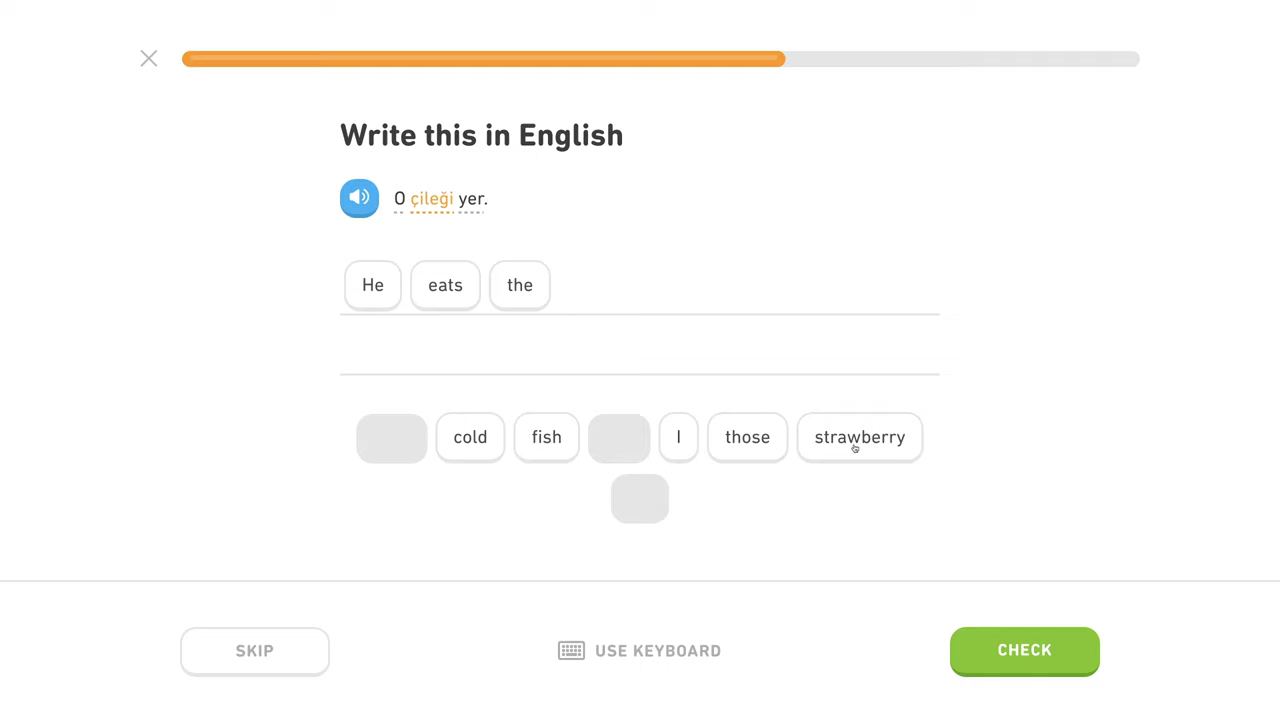 Write this in English
O çileği yer.
He eats the
cold fish I those strawberry
SKIP USE KEYBOARD CHECK